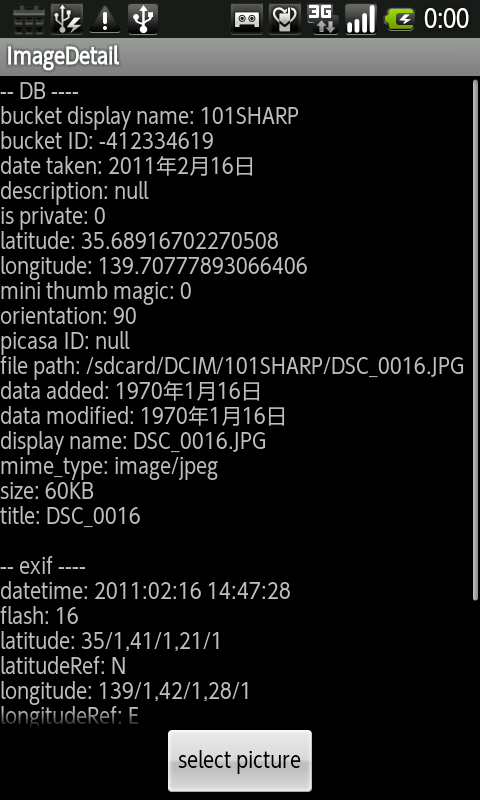 3G
0:00
ImageDetail
-- DB ----
bucket display name: 101SHARP
bucket ID: -412334619
date taken: 2011年2月16日
description: null
is private: 0
latitude: 35.68916702270508
longitude: 139.70777893066406
mini thumb magic: 0
orientation: 90
picasa ID: null
file path: /sdcard/DCIM/101SHARP/DSC_0016.JPG
data added: 1970年1月16日
data modified: 1970年1月16日
display name: DSC_0016.JPG
mime_type: image/jpeg
size: 60KB
title: DSC_0016
-- exif ----
datetime: 2011:02:16 14:47:28
flash: 16
latitude: 35/1,41/1,21/1
latitudeRef: N
longitude: 139/1,42/1,28/1
longitudeRef: E
select picture